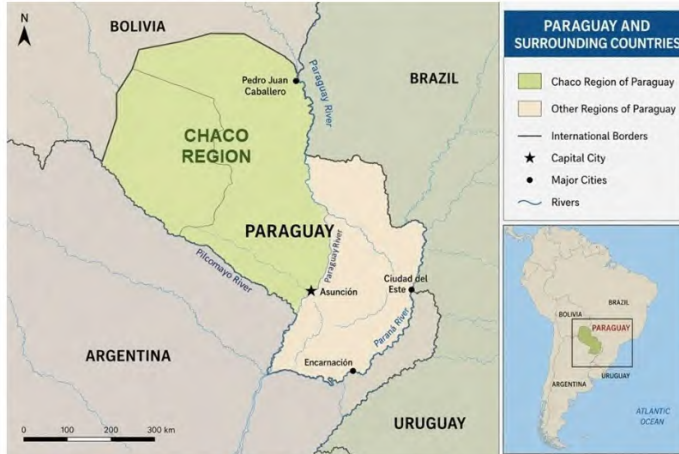 N
BOLIVIA
Pedro Juan
Caballero
Paraguay River
BRAZIL
CHACO
REGION
PARAGUAY
Paraguay River
Pilcomayo River
Asunción
Ciudad del
Este
Paraná River
ARGENTINA
Encarnación
URUGUAY
0 100 200 300 km
PARAGUAY AND
SURROUNDING COUNTRIES
Chaco Region of Paraguay
Other Regions of Paraguay
International Borders
Capital City
Major Cities
Rivers
BRAZIL
BOLIVIA
PARAGUAY
ARGENTINA
URUGUAY
ATLANTIC
OCEAN